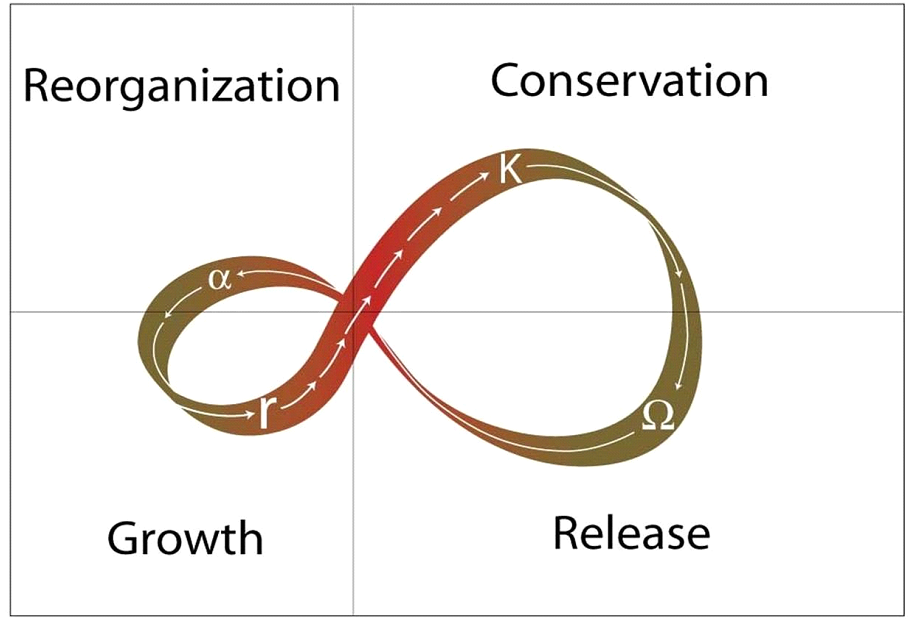 Reorganization
Conservation
K
α
r
Ω
Growth
Release